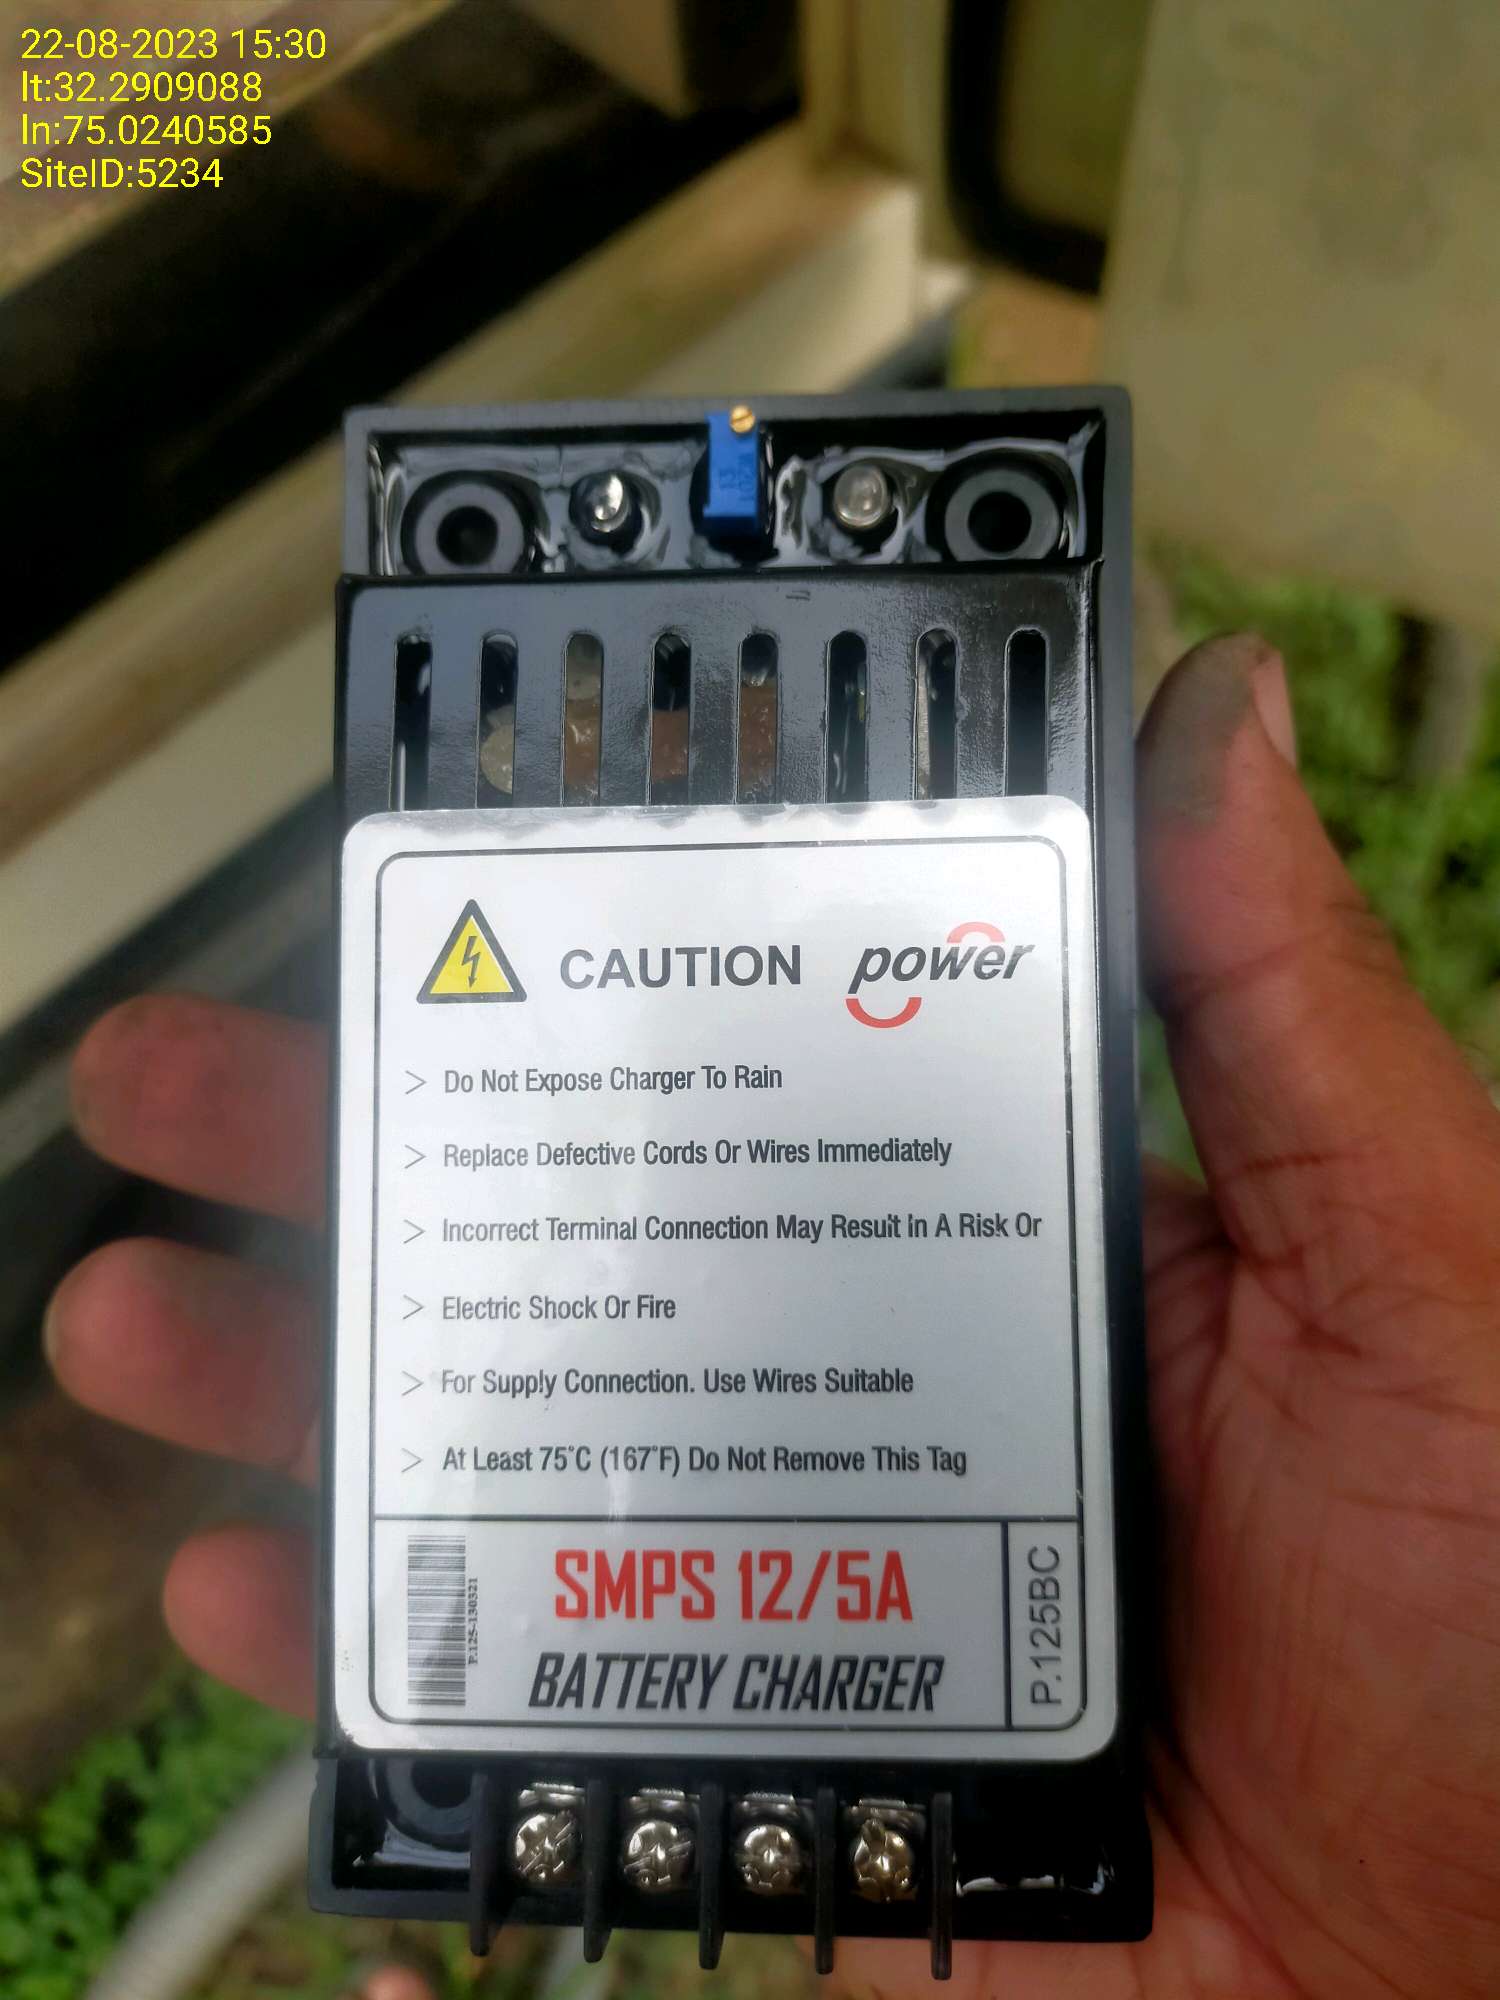 22-08-2023 15:30
lt:32.2909088
ln:75.0240585
SiteID:5234
CAUTION power
> Do Not Expose Charger To Rain
> Replace Defective Cords Or Wires Immediately
> Incorrect Terminal Connection May Result in A Risk Or
> Electric Shock Or Fire
> For Supply Connection. Use Wires Suitable
> At Least 75°C (167°F) Do Not Remove This Tag
P.125-130321
SMPS 12/5A
BATTERY CHARGER
P.125BC